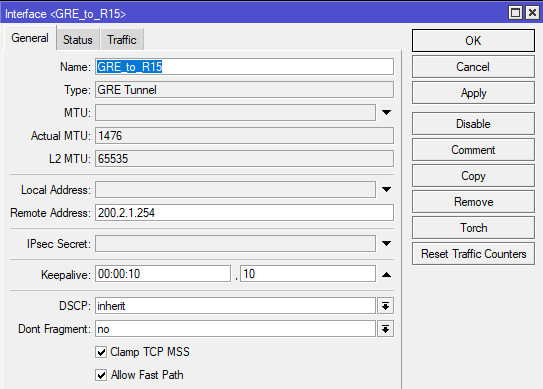 Interface <GRE_to_R15>
General Status Traffic
Name: GRE_to_R15
Type: GRE Tunnel
MTU:
Actual MTU: 1476
L2 MTU: 65535
Local Address:
Remote Address: 200.2.1.254
IPsec Secret:
Keepalive: 00:00:10 , 10
DSCP: inherit
Dont Fragment: no
Clamp TCP MSS
Allow Fast Path
OK
Cancel
Apply
Disable
Comment
Copy
Remove
Torch
Reset Traffic Counters